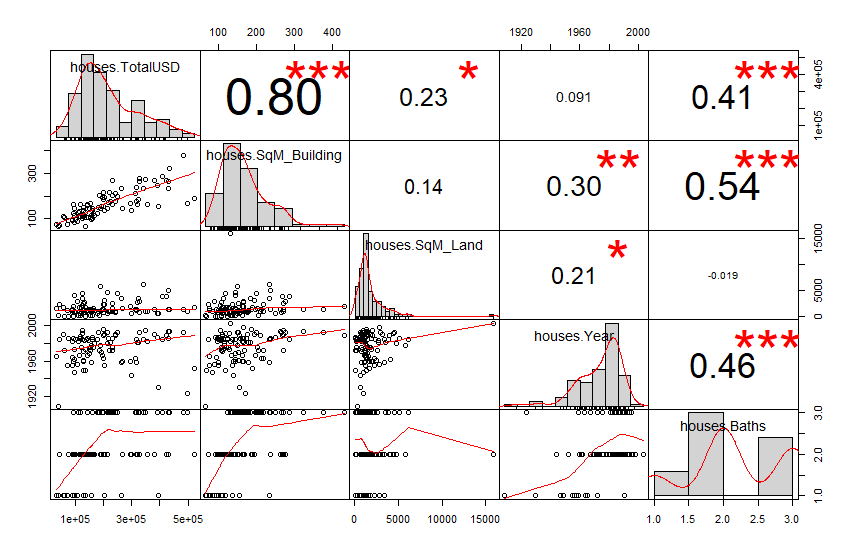 100 200 300 400
1920 1960 2000
houses.TotalUSD
0.80
***
0.23
*
0.091
0.41
***
1e+05 4e+05
100 300
houses.SqM_Building
0.14
0.30
**
0.54
***
houses.SqM_Land
0.21
*
-0.019
0 5000 15000
1920 1960 2000
houses.Year
0.46
***
houses.Baths
1.0 2.0 3.0
1e+05 3e+05 5e+05
0 5000 10000 15000
1.0 1.5 2.0 2.5 3.0